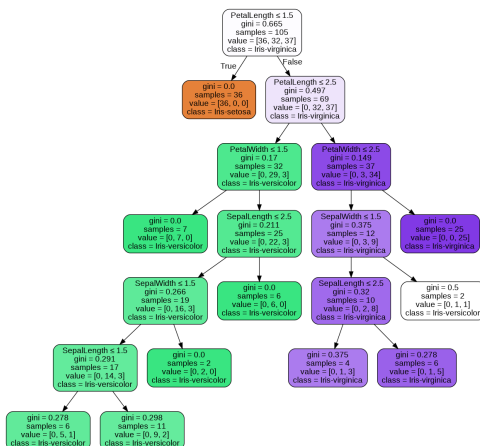 PetalLength ≤ 1.5
gini = 0.665
samples = 105
value = [36, 32, 37]
class = Iris-virginica
True
False
gini = 0.0
samples = 36
value = [36, 0, 0]
class = Iris-setosa
PetalLength ≤ 2.5
gini = 0.497
samples = 69
value = [0, 32, 37]
class = Iris-virginica
PetalWidth ≤ 1.5
gini = 0.17
samples = 32
value = [0, 29, 3]
class = Iris-versicolor
PetalWidth ≤ 2.5
gini = 0.149
samples = 37
value = [0, 3, 34]
class = Iris-virginica
gini = 0.0
samples = 7
value = [0, 7, 0]
class = Iris-versicolor
SepalLength ≤ 2.5
gini = 0.211
samples = 25
value = [0, 22, 3]
class = Iris-versicolor
SepalWidth ≤ 1.5
gini = 0.375
samples = 12
value = [0, 3, 9]
class = Iris-virginica
gini = 0.0
samples = 25
value = [0, 0, 25]
class = Iris-virginica
SepalWidth ≤ 1.5
gini = 0.266
samples = 19
value = [0, 16, 3]
class = Iris-versicolor
gini = 0.0
samples = 6
value = [0, 6, 0]
class = Iris-versicolor
SepalLength ≤ 2.5
gini = 0.32
samples = 10
value = [0, 2, 8]
class = Iris-virginica
gini = 0.5
samples = 2
value = [0, 1, 1]
class = Iris-versicolor
SepalLength ≤ 1.5
gini = 0.291
samples = 17
value = [0, 14, 3]
class = Iris-versicolor
gini = 0.0
samples = 2
value = [0, 2, 0]
class = Iris-versicolor
gini = 0.375
samples = 4
value = [0, 1, 3]
class = Iris-virginica
gini = 0.278
samples = 6
value = [0, 1, 5]
class = Iris-virginica
gini = 0.278
samples = 6
value = [0, 5, 1]
class = Iris-versicolor
gini = 0.298
samples = 11
value = [0, 9, 2]
class = Iris-versicolor